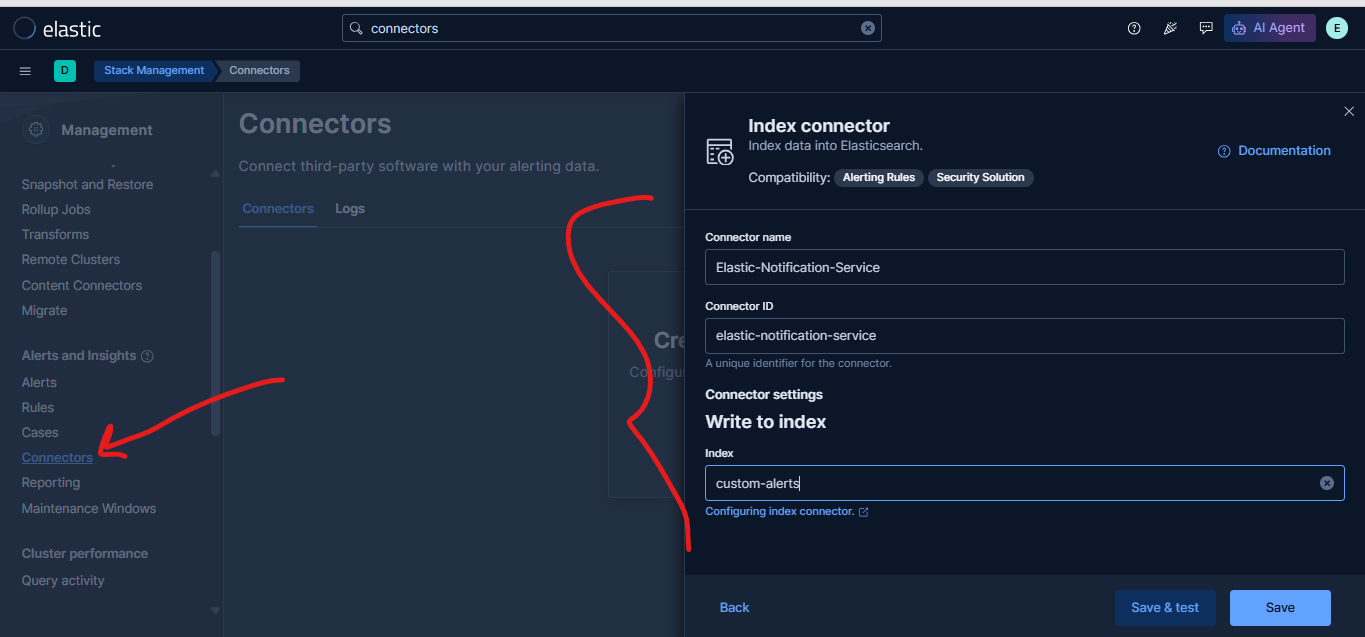 elastic
connectors
AI Agent
E
D
Stack Management
Connectors
Management
Snapshot and Restore
Rollup Jobs
Transforms
Remote Clusters
Content Connectors
Migrate
Alerts and Insights
Alerts
Rules
Cases
Connectors
Reporting
Maintenance Windows
Cluster performance
Query activity
Connectors
Connect third-party software with your alerting data.
Connectors
Logs
Index connector
Index data into Elasticsearch.
Compatibility: Alerting Rules Security Solution
Documentation
Connector name
Elastic-Notification-Service
Connector ID
elastic-notification-service
A unique identifier for the connector.
Connector settings
Write to index
Index
custom-alerts
Configuring index connector.
Back
Save & test
Save